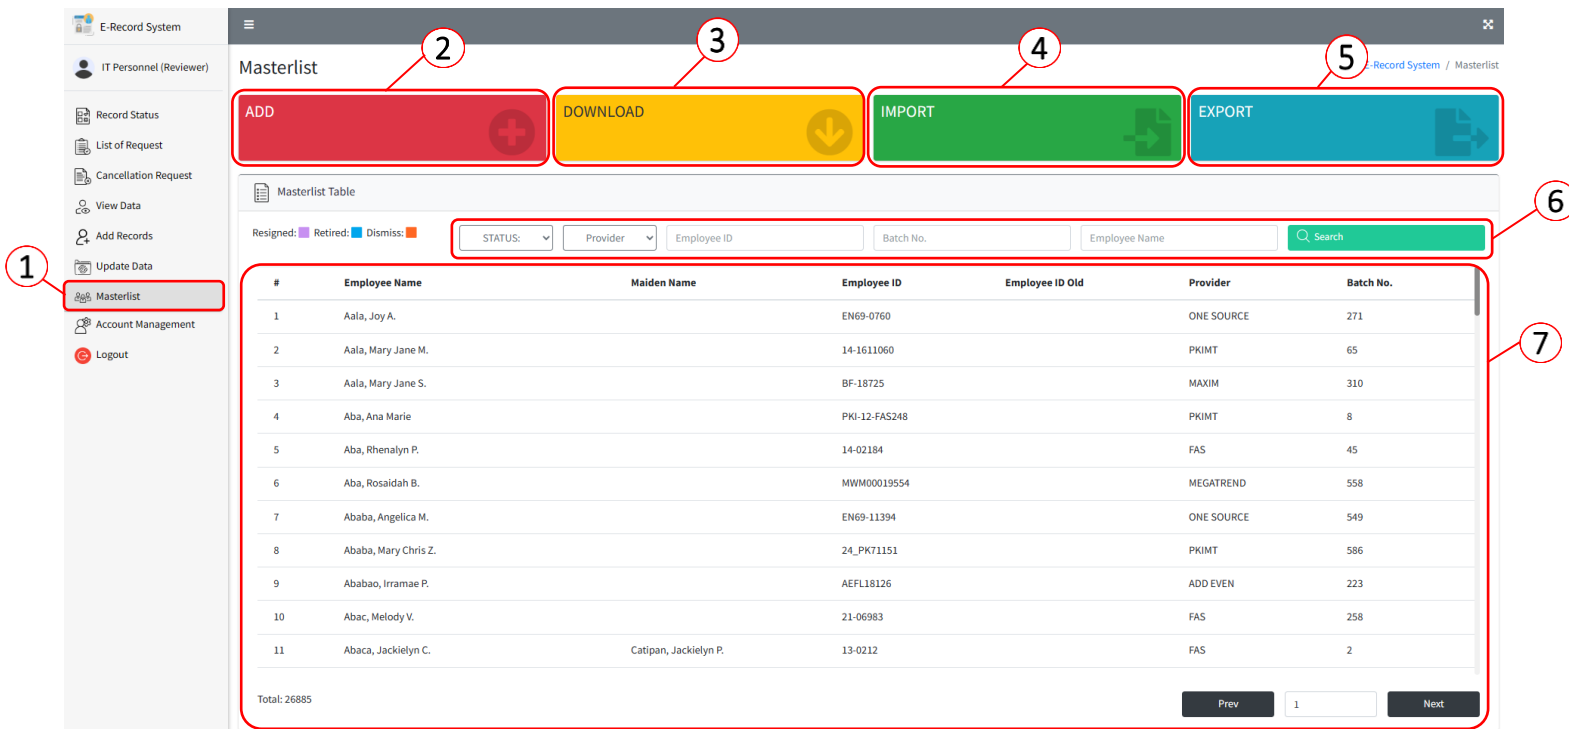 E-Record System
IT Personnel (Reviewer)
Record Status
List of Request
Cancellation Request
View Data
Add Records
Update Data
Masterlist
Account Management
Logout
1
2
3
4
5
6
7
Masterlist
E-Record System / Masterlist
ADD
DOWNLOAD
IMPORT
EXPORT
Masterlist Table
Resigned: Retired: Dismiss: STATUS: Provider Employee ID Batch No. Employee Name Search
# Employee Name Maiden Name Employee ID Employee ID Old Provider Batch No.
1 Aala, Joy A. EN69-0760 ONE SOURCE 271
2 Aala, Mary Jane M. 14-1611060 PKIMT 65
3 Aala, Mary Jane S. BF-18725 MAXIM 310
4 Aba, Ana Marie PKI-12-FAS248 PKIMT 8
5 Aba, Rhenalyn P. 14-02184 FAS 45
6 Aba, Rosaidah B. MWM00019554 MEGATREND 558
7 Ababa, Angelica M. EN69-11394 ONE SOURCE 549
8 Ababa, Mary Chris Z. 24_PK71151 PKIMT 586
9 Ababao, Irramae P. AEFL18126 ADD EVEN 223
10 Abac, Melody V. 21-06983 FAS 258
11 Abaca, Jackielyn C. Catipan, Jackielyn P. 13-0212 FAS 2
Total: 26885
Prev 1 Next